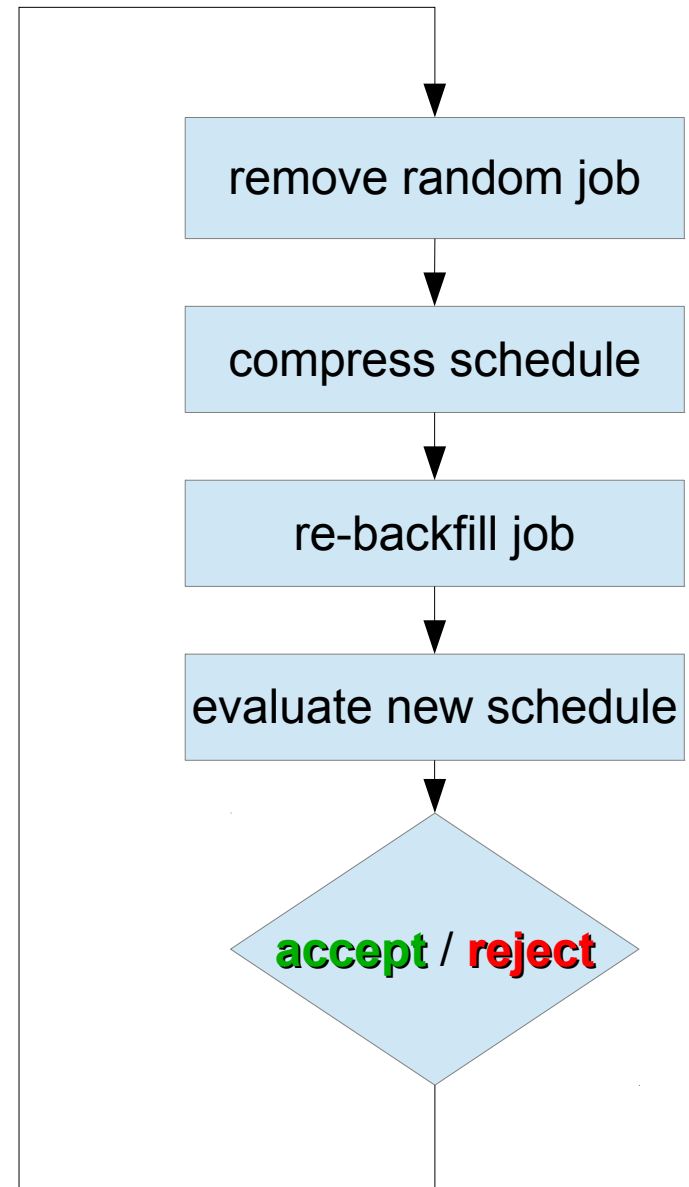 remove random job
compress schedule
re-backfill job
evaluate new schedule
accept / reject